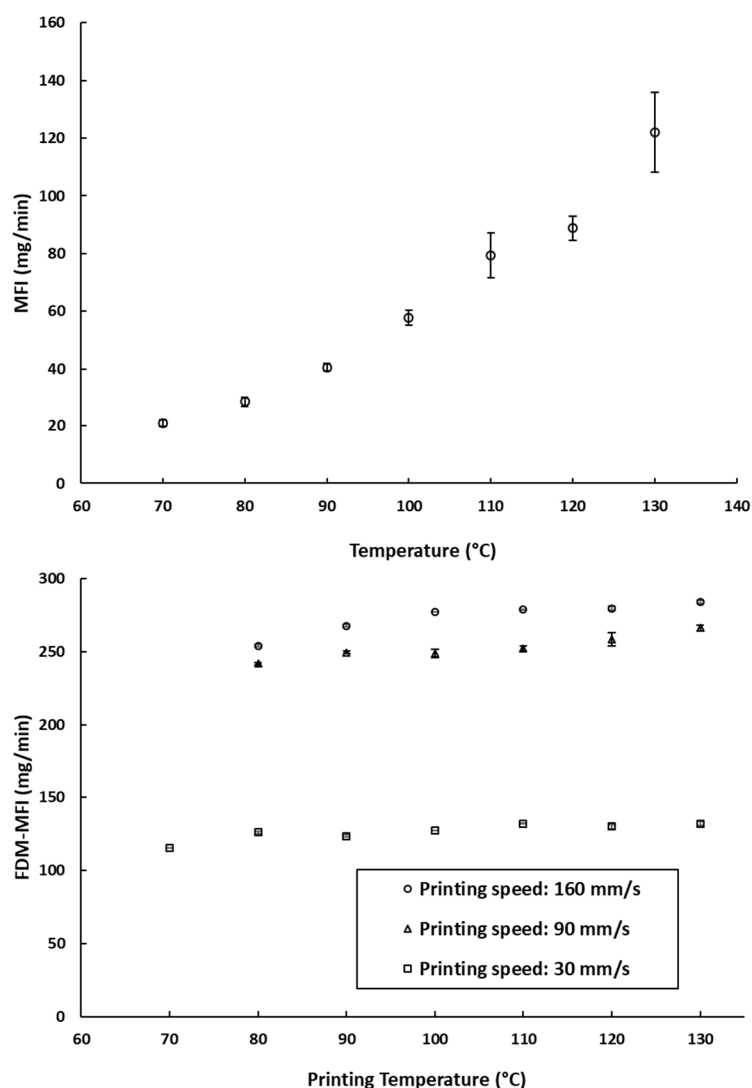 160
140
120
100
80
60
40
20
0
MFI (mg/min)
60 70 80 90 100 110 120 130 140
Temperature (°C)
300
250
200
150
100
50
0
FDM-MFI (mg/min)
Printing speed: 160 mm/s
Printing speed: 90 mm/s
Printing speed: 30 mm/s
60 70 80 90 100 110 120 130
Printing Temperature (°C)